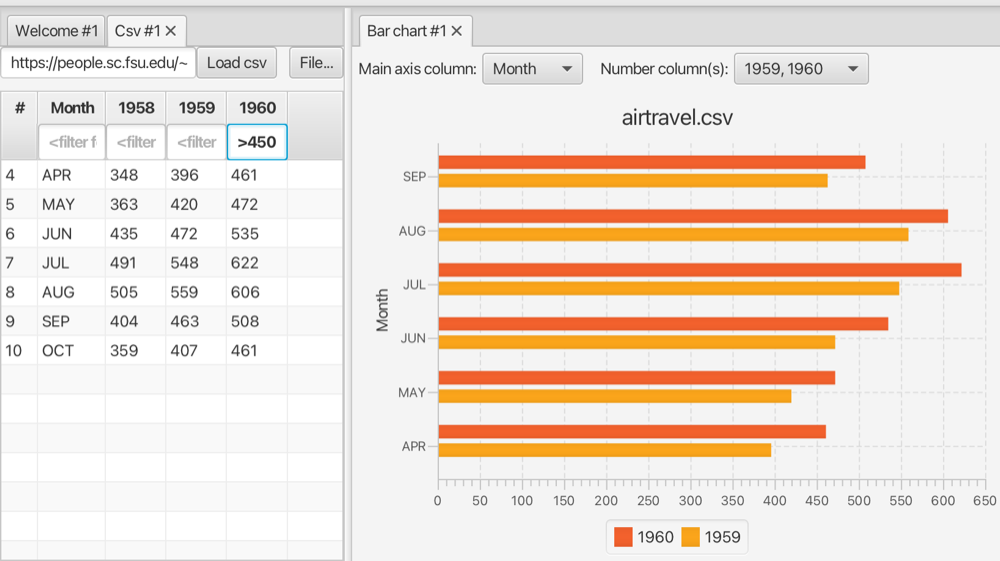 Welcome #1 Csv #1 ✕
https://people.sc.fsu.edu/~ Load csv File...
# Month 1958 1959 1960
<filter f <filter <filter >450
4 APR 348 396 461
5 MAY 363 420 472
6 JUN 435 472 535
7 JUL 491 548 622
8 AUG 505 559 606
9 SEP 404 463 508
10 OCT 359 407 461
Bar chart #1 ✕
Main axis column: Month Number column(s): 1959, 1960
airtravel.csv
Month
SEP
AUG
JUL
JUN
MAY
APR
0 50 100 150 200 250 300 350 400 450 500 550 600 650
1960 1959